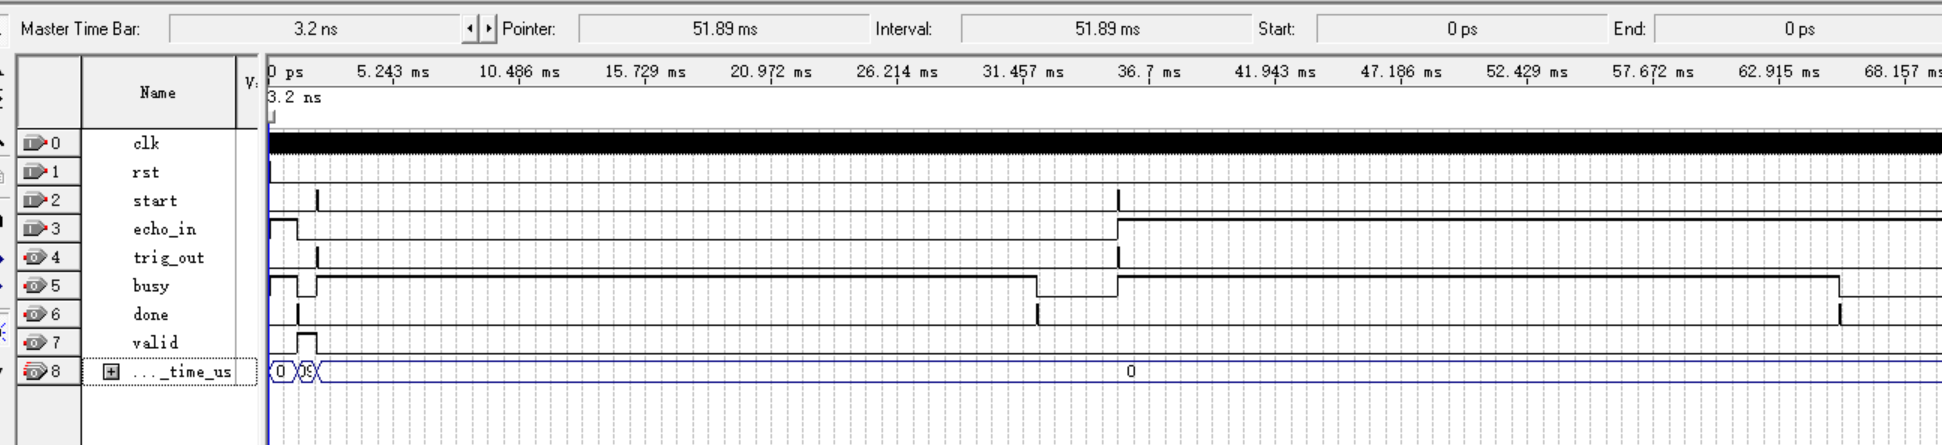 Master Time Bar: 3.2 ns Pointer: 51.89 ms Interval: 51.89 ms Start: 0 ps End: 0 ps
0 ps 5.243 ms 10.486 ms 15.729 ms 20.972 ms 26.214 ms 31.457 ms 36.7 ms 41.943 ms 47.186 ms 52.429 ms 57.672 ms 62.915 ms 68.157 ms
Name
3.2 ns
0 clk
1 rst
2 start
3 echo_in
4 trig_out
5 busy
6 done
7 valid
8 ..._time_us 0 0